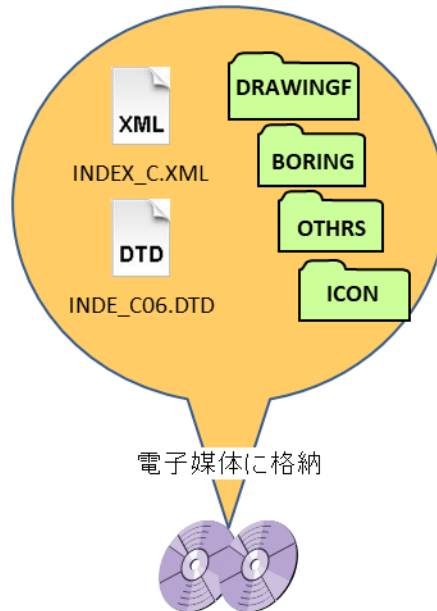 XML
INDEX_C.XML
DTD
INDE_C06.DTD
DRAWINGF
BORING
OTHRS
ICON
電子媒体に格納